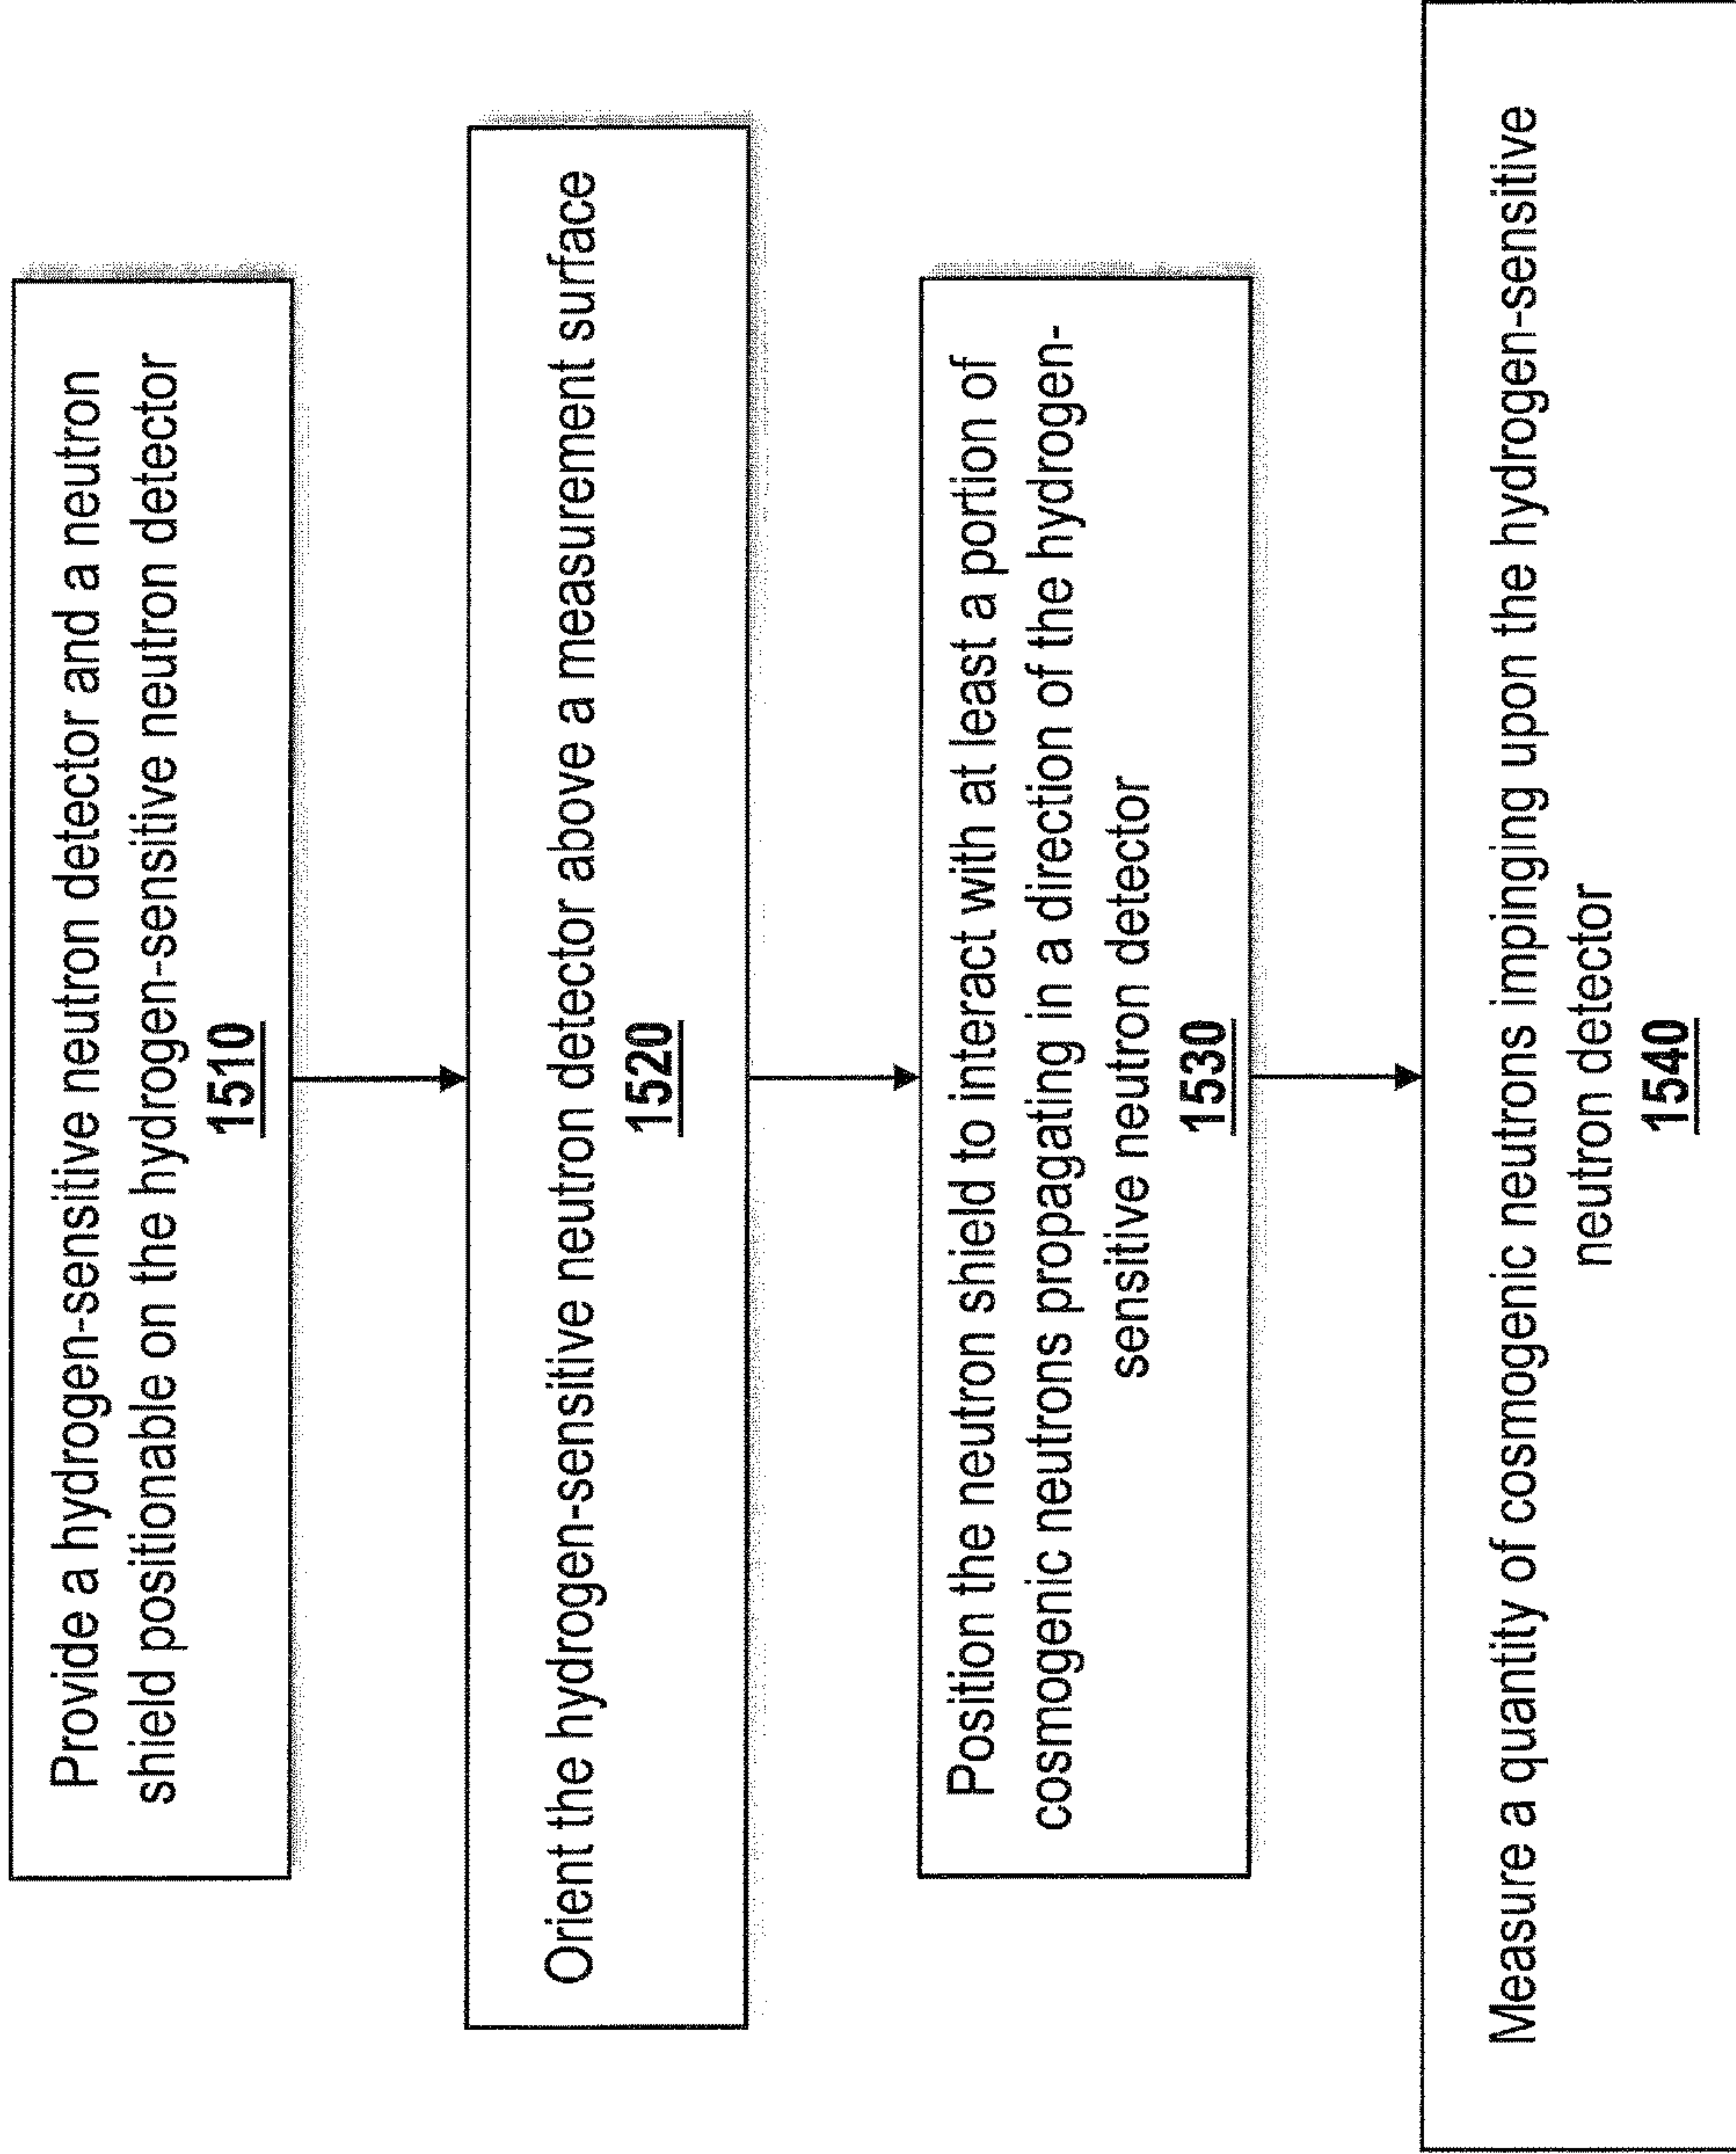 Provide a hydrogen-sensitive neutron detector and a neutron
shield positionable on the hydrogen-sensitive neutron detector
1510
Orient the hydrogen-sensitive neutron detector above a measurement surface
1520
Position the neutron shield to interact with at least a portion of
cosmogenic neutrons propagating in a direction of the hydrogen-
sensitive neutron detector
1530
Measure a quantity of cosmogenic neutrons impinging upon the hydrogen-sensitive
neutron detector
1540